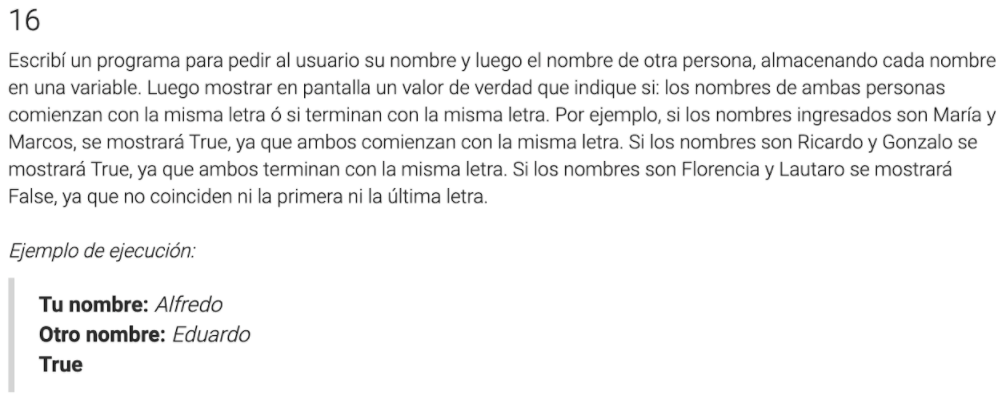 16
Escribí un programa para pedir al usuario su nombre y luego el nombre de otra persona, almacenando cada nombre
en una variable. Luego mostrar en pantalla un valor de verdad que indique si: los nombres de ambas personas
comienzan con la misma letra ó si terminan con la misma letra. Por ejemplo, si los nombres ingresados son María y
Marcos, se mostrará True, ya que ambos comienzan con la misma letra. Si los nombres son Ricardo y Gonzalo se
mostrará True, ya que ambos terminan con la misma letra. Si los nombres son Florencia y Lautaro se mostrará
False, ya que no coinciden ni la primera ni la última letra.
Ejemplo de ejecución:
Tu nombre: Alfredo
Otro nombre: Eduardo
True